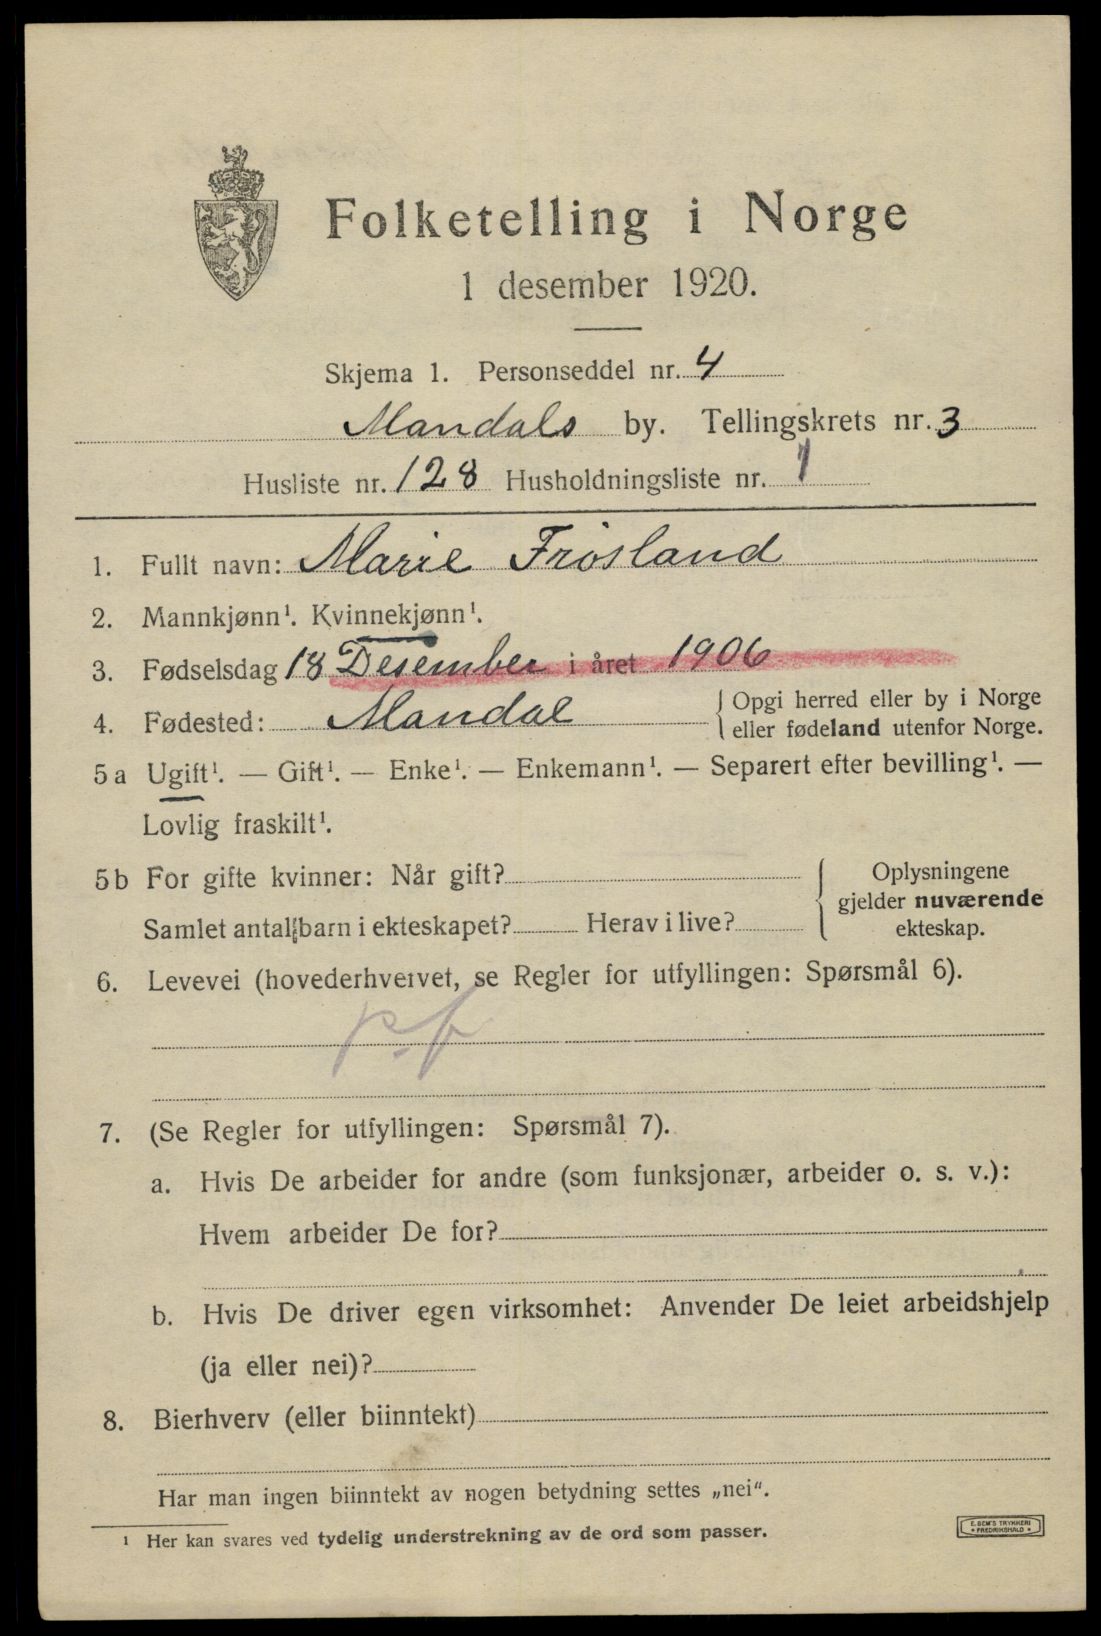 Folketelling i Norge
1 desember 1920.
Skjema 1. Personseddel nr. 4
Mandals by. Tellingskrets nr. 3
Husliste nr. 128 Husholdningsliste nr. 1
1. Fullt navn: Marie Frøsland
2. Mannkjønn¹. Kvinnekjønn¹.
3. Fødselsdag 18 Desember i året 1906
4. Fødested: Mandal { Opgi herred eller by i Norge
eller fødeland utenfor Norge.
5a Ugift¹. — Gift¹. — Enke¹. — Enkemann¹. — Separert efter bevilling¹. —
Lovlig fraskilt¹.
5b For gifte kvinner: Når gift? { Oplysningene
gjelder nuværende
Samlet antal barn i ekteskapet? Herav i live? ekteskap.
6. Levevei (hovederhvervet, se Regler for utfyllingen: Spørsmål 6).
p.f
7. (Se Regler for utfyllingen: Spørsmål 7).
a. Hvis De arbeider for andre (som funksjonær, arbeider o. s. v.):
Hvem arbeider De for?
b. Hvis De driver egen virksomhet: Anvender De leiet arbeidshjelp
(ja eller nei)?
8. Bierhverv (eller biinntekt)
Har man ingen biinntekt av nogen betydning settes „nei“.
¹ Her kan svares ved tydelig understrekning av de ord som passer.
E. SEM'S TRYKKERI
• FREDRIKSHALD •